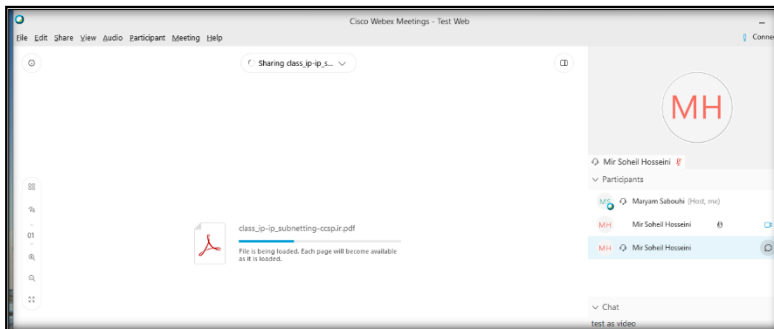 Cisco Webex Meetings - Test Web
File Edit Share View Audio Participant Meeting Help
Connec
Sharing class_ip-ip_s...
MH
Mir Soheil Hosseini
Participants
MS Maryam Sabouhi (Host, me)
MH Mir Soheil Hosseini
MH Mir Soheil Hosseini
class_ip-ip_subnetting-ccsp.ir.pdf
File is being loaded. Each page will become available
as it is loaded.
01
Chat
test as video